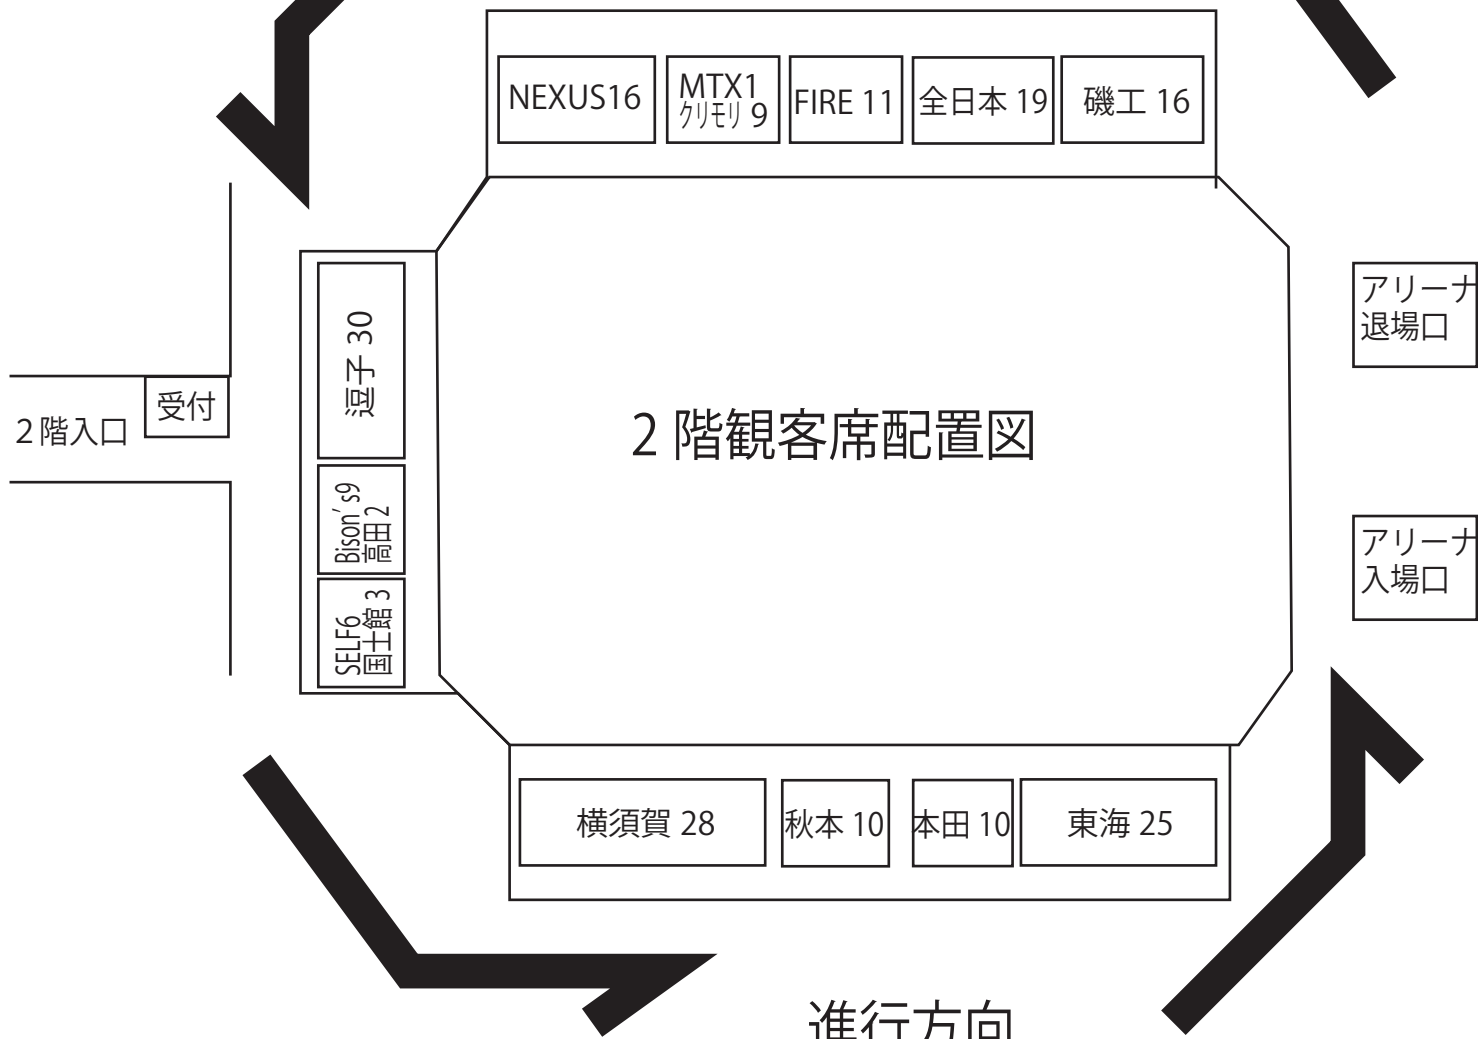 NEXUS16
MTX1
クリモリ 9
FIRE 11
全日本 19
磯工 16
アリーナ
退場口
逗子 30
受付
2階入口
2 階観客席配置図
Bison's9
高田 2
アリーナ
入場口
SELF6
国士館 3
横須賀 28
秋本 10
本田 10
東海 25
進行方向